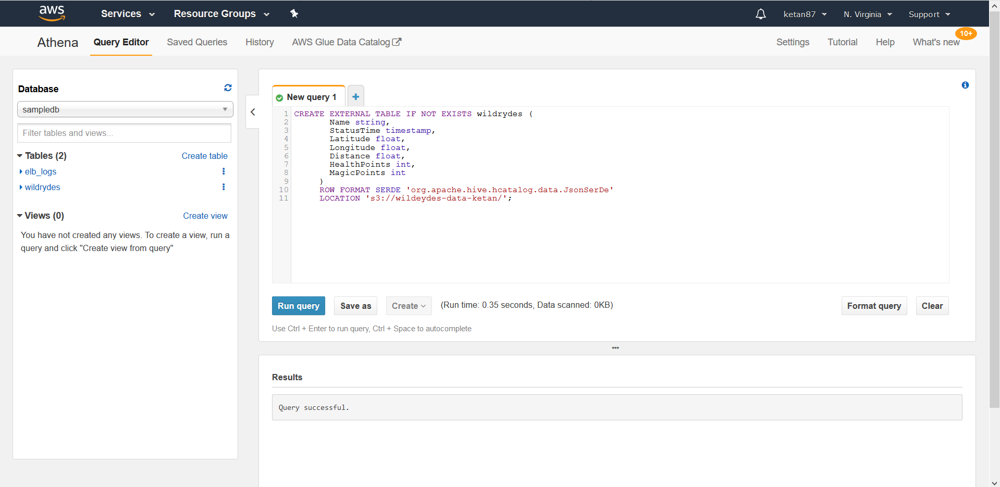 aws Services Resource Groups ketan87 N. Virginia Support
Athena Query Editor Saved Queries History AWS Glue Data Catalog Settings Tutorial Help What's new 10+
Database
sampledb
Filter tables and views...
Tables (2) Create table
elb_logs
wildrydes
Views (0) Create view
You have not created any views. To create a view, run a
query and click "Create view from query"
New query 1
1 CREATE EXTERNAL TABLE IF NOT EXISTS wildrydes (
2 Name string,
3 StatusTime timestamp,
4 Latitude float,
5 Longitude float,
6 Distance float,
7 HealthPoints int,
8 MagicPoints int
9 )
10 ROW FORMAT SERDE 'org.apache.hive.hcatalog.data.JsonSerDe'
11 LOCATION 's3://wildeydes-data-ketan/';
Run query Save as Create (Run time: 0.35 seconds, Data scanned: 0KB) Format query Clear
Use Ctrl + Enter to run query, Ctrl + Space to autocomplete
Results
Query successful.